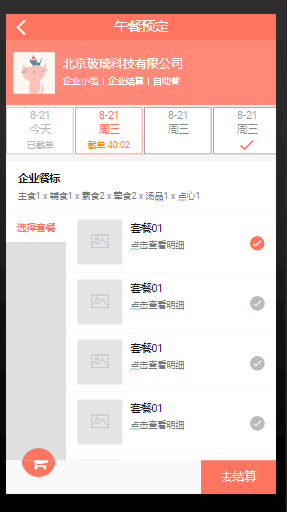 午餐预定
北京玻璃科技有限公司
企业小组 | 企业结算 | 自助餐
8-21 8-21 8-21 8-21
今天 周三 周三 周三
已截单 截单 40:02
企业餐标
主食1 x 辅食1 x 素食2 x 荤食2 x 汤品1 x 点心1
选择套餐
套餐01
点击查看明细
套餐01
点击查看明细
套餐01
点击查看明细
套餐01
点击查看明细
去结算